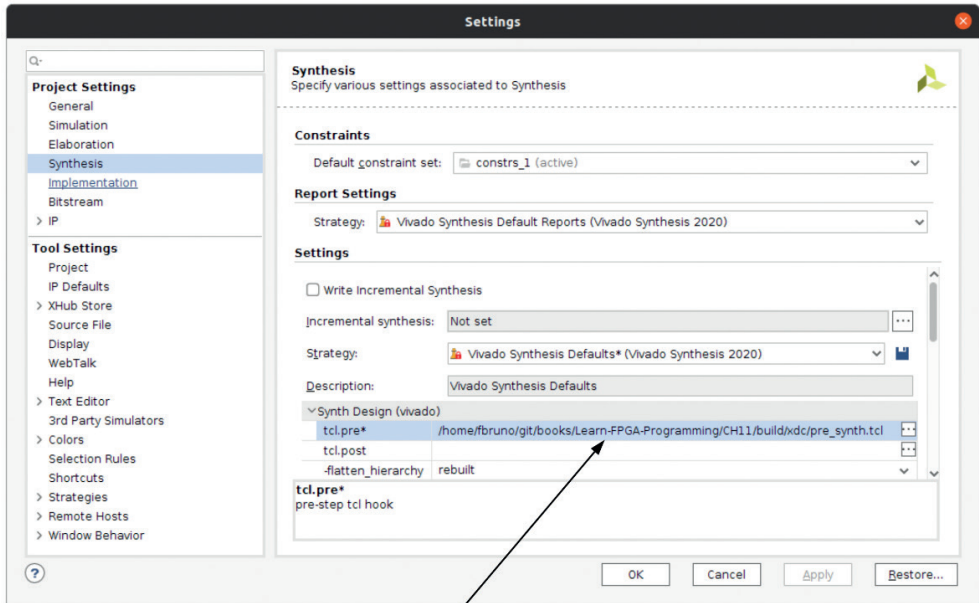 Settings
Q-
Project Settings
General
Simulation
Elaboration
Synthesis
Implementation
Bitstream
> IP
Tool Settings
Project
IP Defaults
> XHub Store
Source File
Display
WebTalk
Help
> Text Editor
3rd Party Simulators
> Colors
Selection Rules
Shortcuts
> Strategies
> Remote Hosts
> Window Behavior
Synthesis
Specify various settings associated to Synthesis
Constraints
Default constraint set: constrs_1 (active)
Report Settings
Strategy: Vivado Synthesis Default Reports (Vivado Synthesis 2020)
Settings
Write Incremental Synthesis
Incremental synthesis: Not set ...
Strategy: Vivado Synthesis Defaults* (Vivado Synthesis 2020)
Description: Vivado Synthesis Defaults
Synth Design (vivado)
tcl.pre* /home/fbruno/git/books/Learn-FPGA-Programming/CH11/build/xdc/pre_synth.tcl ...
tcl.post ...
-flatten_hierarchy rebuilt
tcl.pre*
pre-step tcl hook
? OK Cancel Apply Restore...